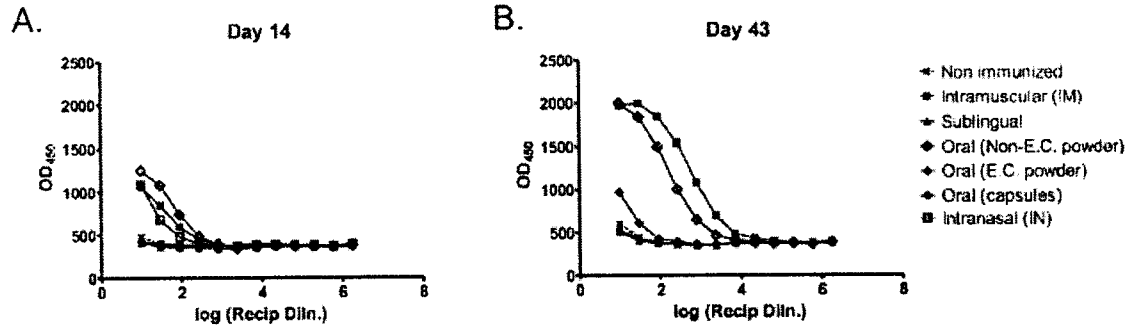 A.
Day 14
2500
2000
1500
1000
500
0
OD450
0 2 4 6 8
log (Recip Diln.)
B.
Day 43
2500
2000
1500
1000
500
0
OD450
0 2 4 6 8
log (Recip Diln.)
Non immunized
Intramuscular (IM)
Sublingual
Oral (Non-E.C. powder)
Oral (E.C. powder)
Oral (capsules)
Intranasal (IN)